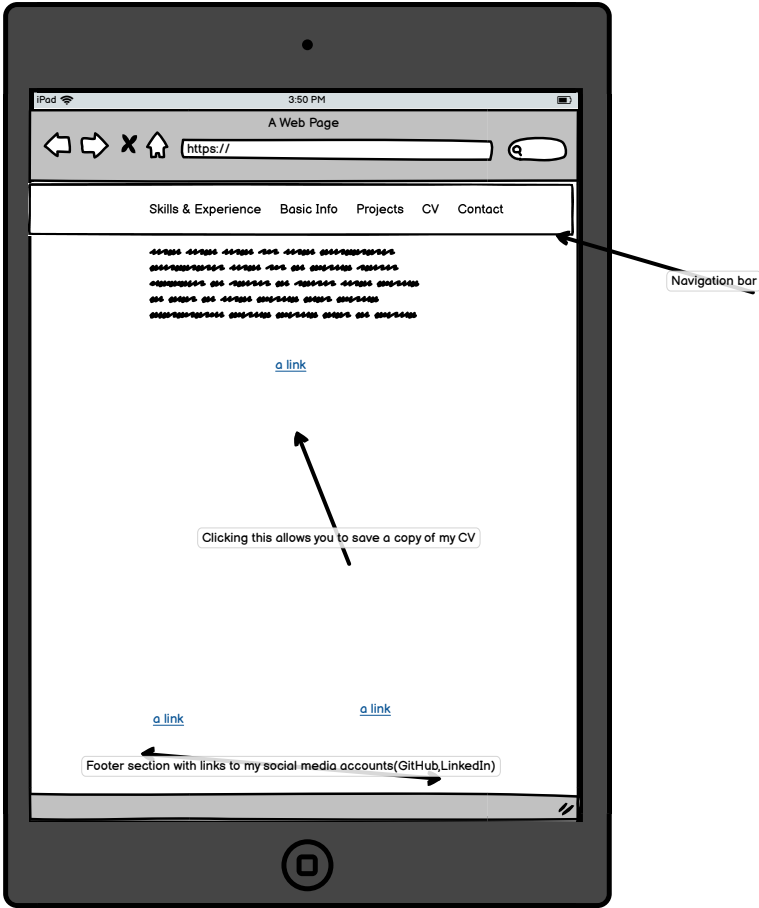 iPad 3:50 PM
A Web Page
https://
Skills & Experience Basic Info Projects CV Contact
Navigation bar
a link
Clicking this allows you to save a copy of my CV
a link
a link
Footer section with links to my social media accounts(GitHub,LinkedIn)